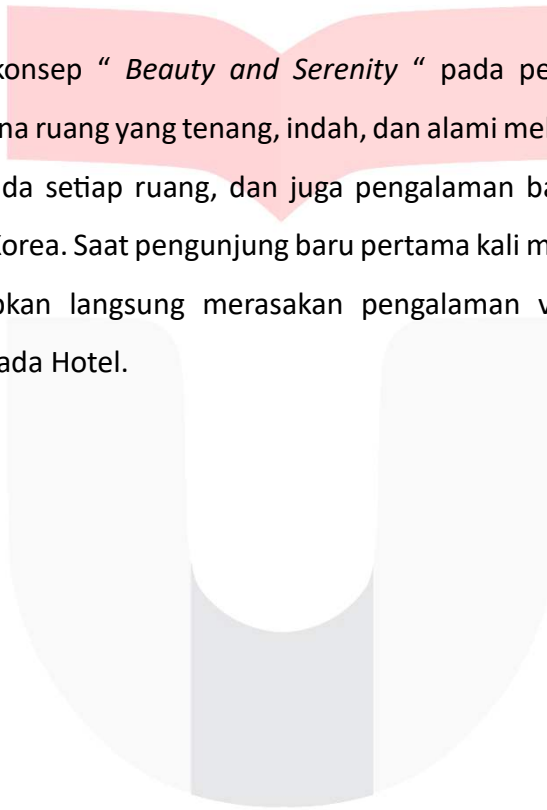 konsep “ Beauty and Serenity “ pada pe
na ruang yang tenang, indah, dan alami mel
da setiap ruang, dan juga pengalaman ba
Korea. Saat pengunjung baru pertama kali m
pkan langsung merasakan pengalaman v
ada Hotel.